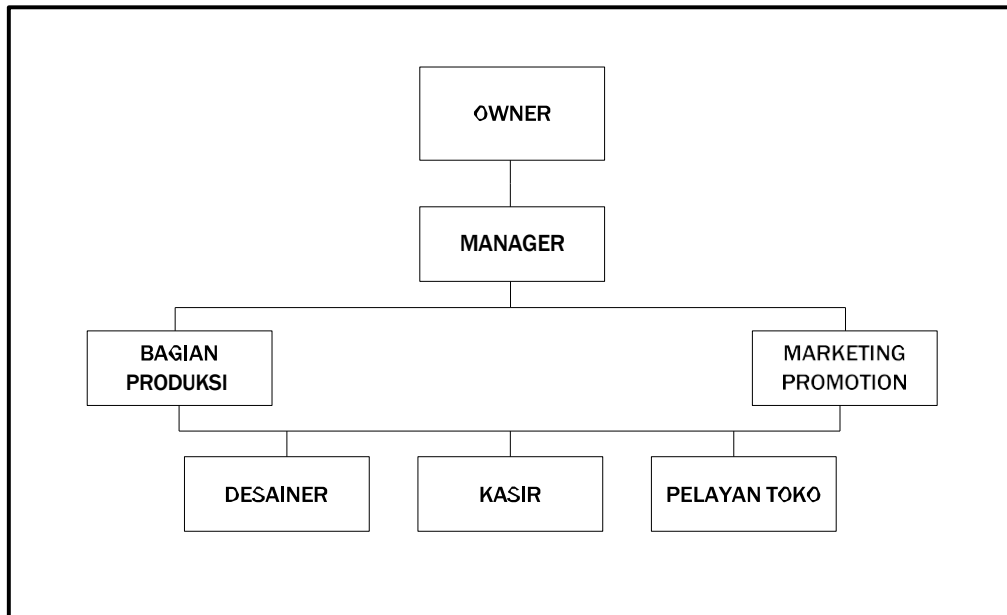 OWNER
MANAGER
BAGIAN
PRODUKSI
MARKETING
PROMOTION
DESAINER
KASIR
PELAYAN TOKO